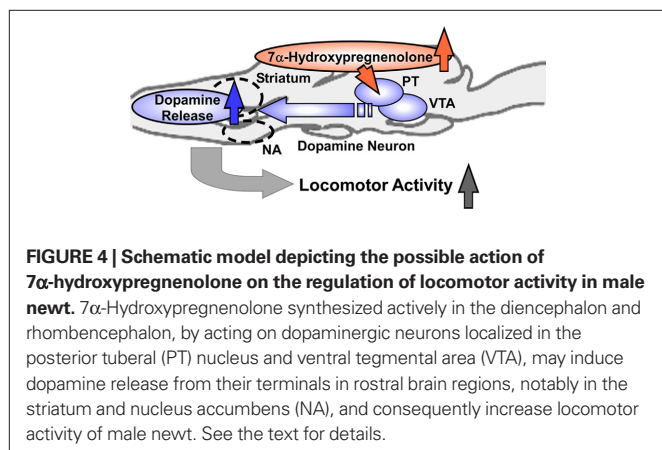 7α-Hydroxypregnenolone
Striatum
PT
Dopamine
Release
VTA
NA
Dopamine Neuron
Locomotor Activity
FIGURE 4 | Schematic model depicting the possible action of
7α-hydroxypregnenolone on the regulation of locomotor activity in male
newt. 7α-Hydroxypregnenolone synthesized actively in the diencephalon and
rhombencephalon, by acting on dopaminergic neurons localized in the
posterior tuberal (PT) nucleus and ventral tegmental area (VTA), may induce
dopamine release from their terminals in rostral brain regions, notably in the
striatum and nucleus accumbens (NA), and consequently increase locomotor
activity of male newt. See the text for details.